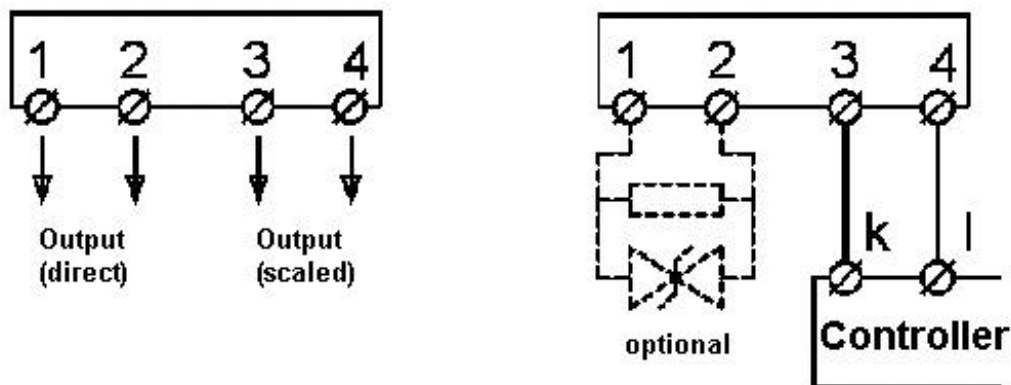 1 2 3 4
Output
(direct)
Output
(scaled)
1 2 3 4
k l
optional
Controller